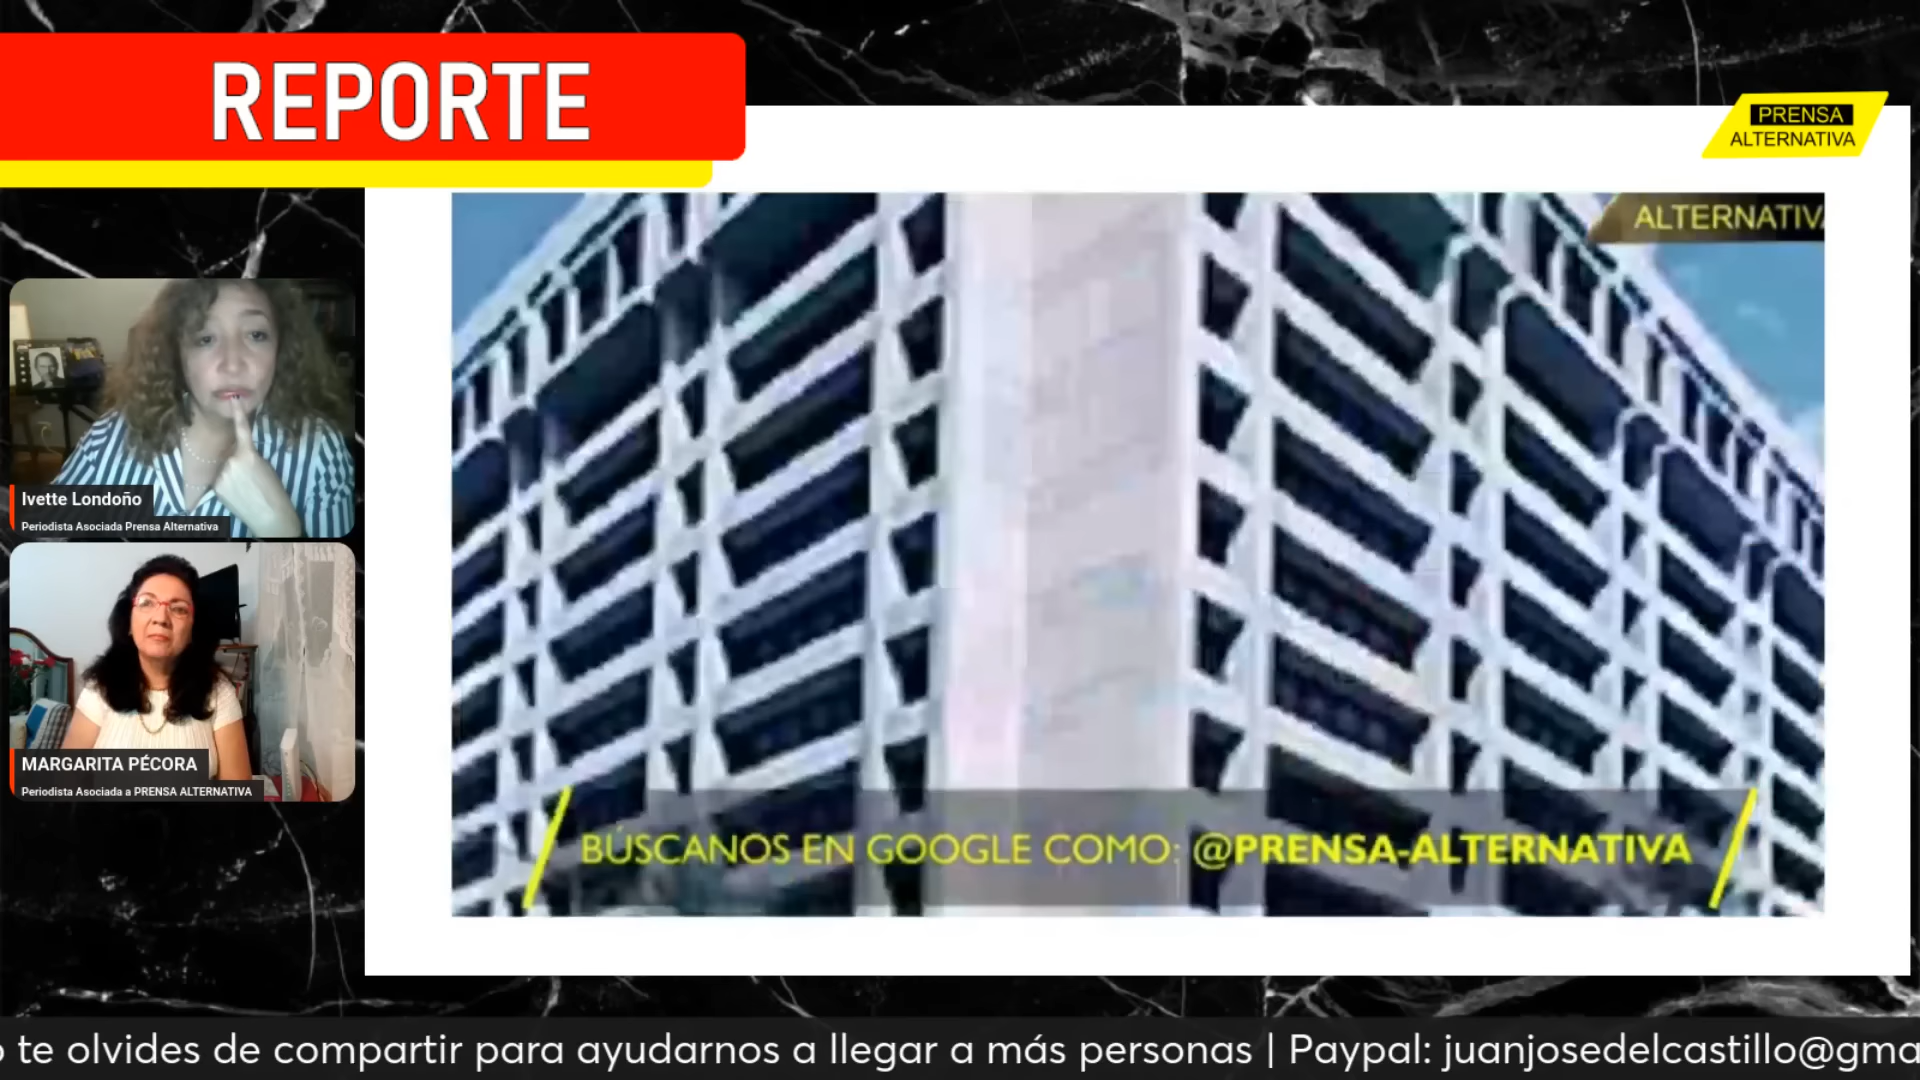 REPORTE
PRENSA
ALTERNATIVA
ALTERNATIV
Ivette Londoño
Periodista Asociada Prensa Alternativa
MARGARITA PÉCORA
Periodista Asociada a PRENSA ALTERNATIVA
BÚSCANOS EN GOOGLE COMO: @PRENSA-ALTERNATIVA
o te olvides de compartir para ayudarnos a llegar a más personas | Paypal: juanjosedelcastillo@gma